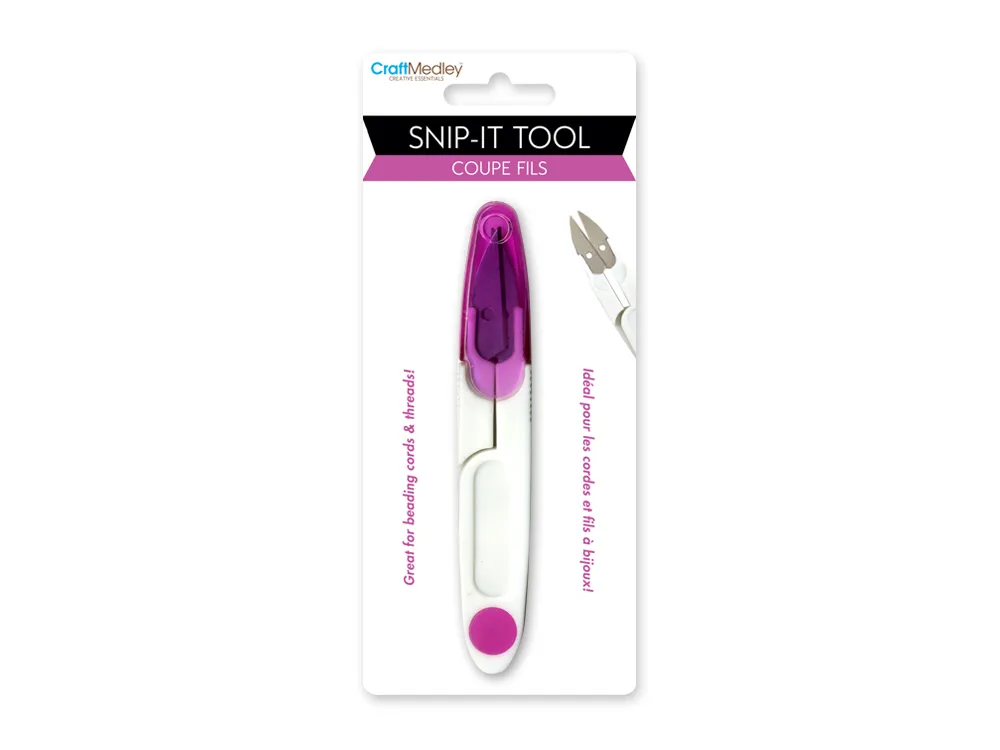 CraftMedley
CREATIVE ESSENTIALS
SNIP-IT TOOL
COUPE FILS
Great for beading cords & threads!
Idéal pour les cordes et fils à bijoux!